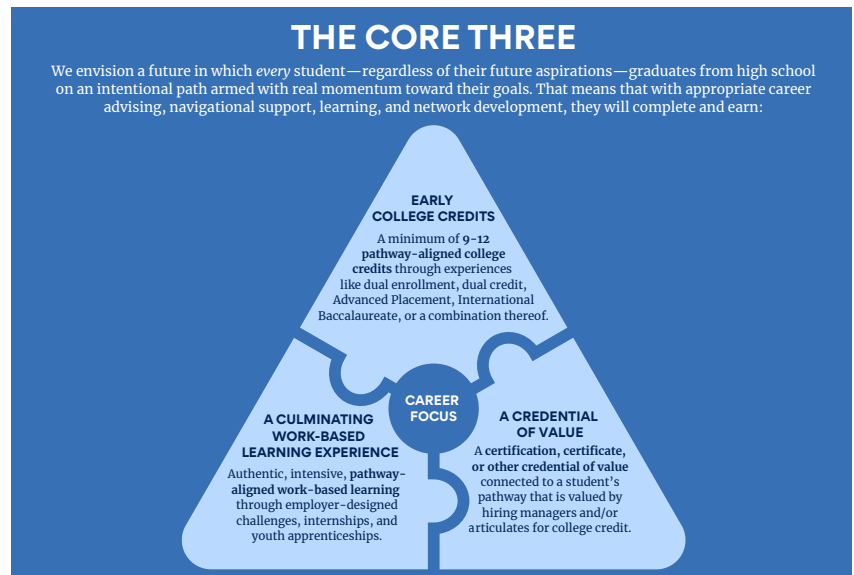 THE CORE THREE
We envision a future in which every student—regardless of their future aspirations—graduates from high school
on an intentional path armed with real momentum toward their goals. That means that with appropriate career
advising, navigational support, learning, and network development, they will complete and earn:
EARLY
COLLEGE CREDITS
A minimum of 9-12
pathway-aligned college
credits through experiences
like dual enrollment, dual credit,
Advanced Placement, International
Baccalaureate, or a combination thereof.
CAREER
FOCUS
A CULMINATING
WORK-BASED
LEARNING EXPERIENCE
Authentic, intensive, pathway-
aligned work-based learning
through employer-designed
challenges, internships, and
youth apprenticeships.
A CREDENTIAL
OF VALUE
A certification, certificate,
or other credential of value
connected to a student's
pathway that is valued by
hiring managers and/or
articulates for college credit.